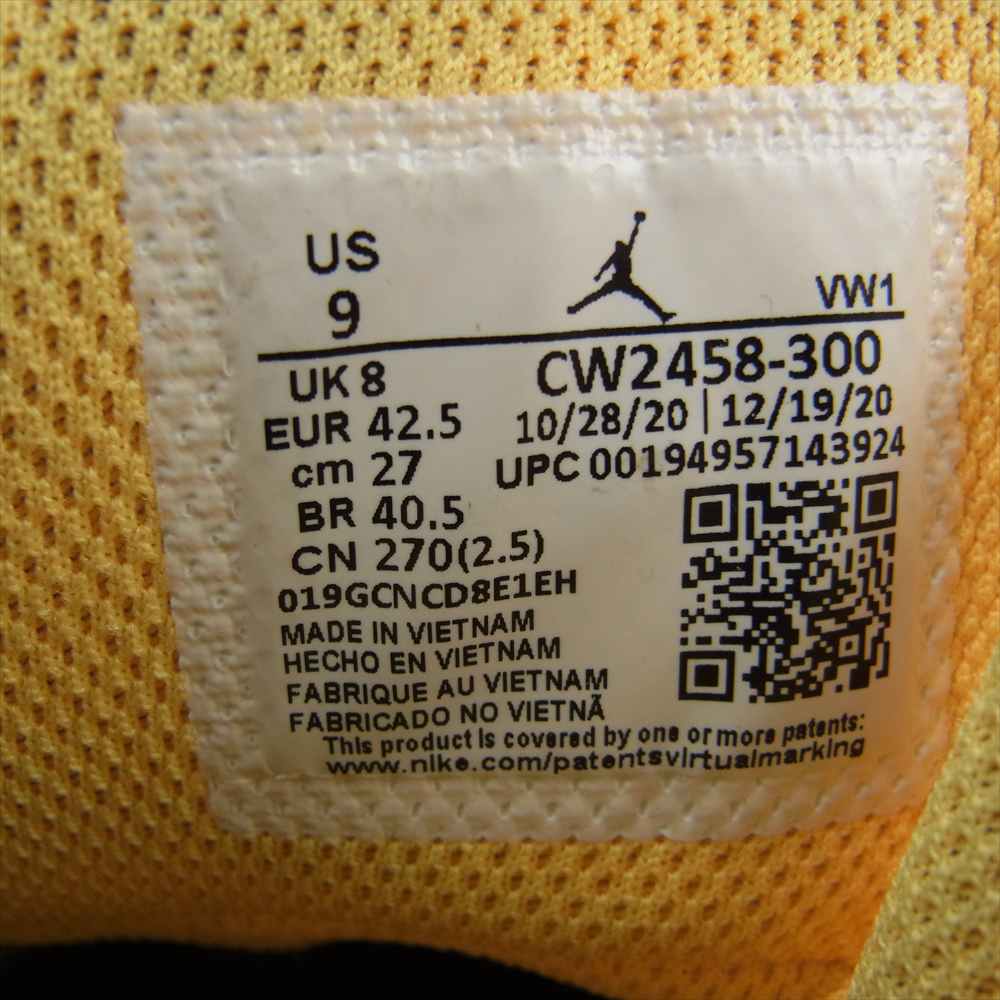 US
9
VW1
UK 8
CW2458-300
EUR 42.5
10/28/20 | 12/19/20
cm 27
UPC 00194957143924
BR 40.5
CN 270(2.5)
019GCNCD8E1EH
MADE IN VIETNAM
HECHO EN VIETNAM
FABRIQUE AU VIETNAM
FABRICADO NO VIETNÃ
This product is covered by one or more patents:
www.nike.com/patentsvirtualmarking